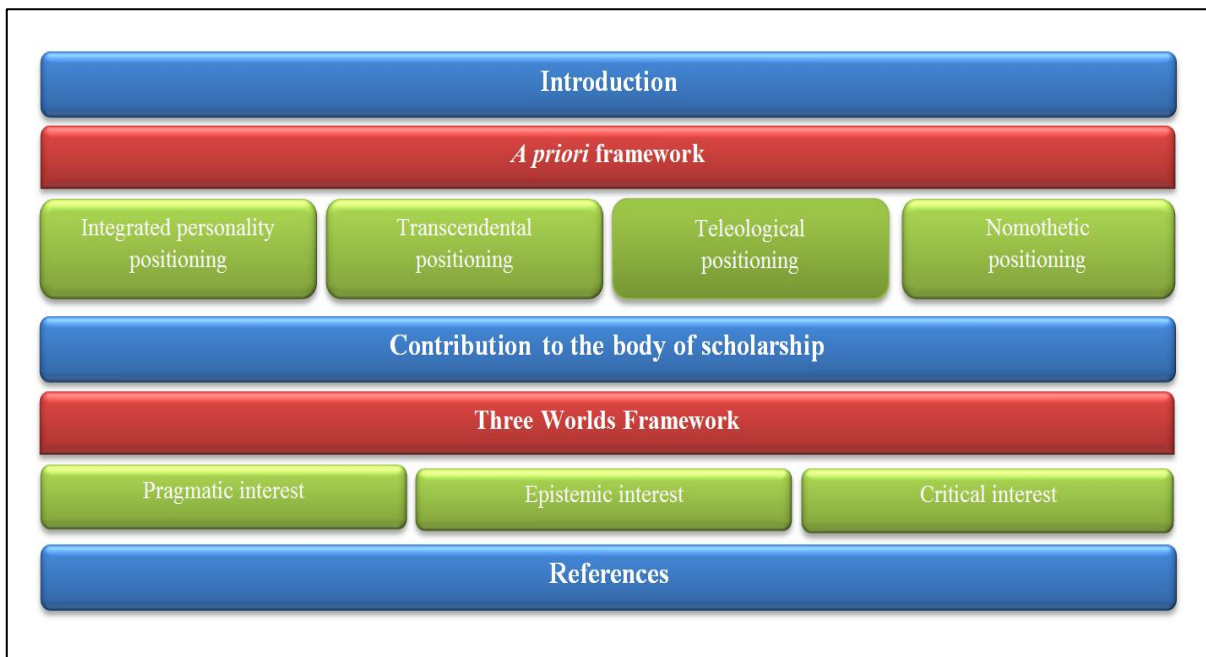 Introduction
A priori framework
Integrated personality
positioning
Transcendental
positioning
Teleological
positioning
Nomothetic
positioning
Contribution to the body of scholarship
Three Worlds Framework
Pragmatic interest
Epistemic interest
Critical interest
References